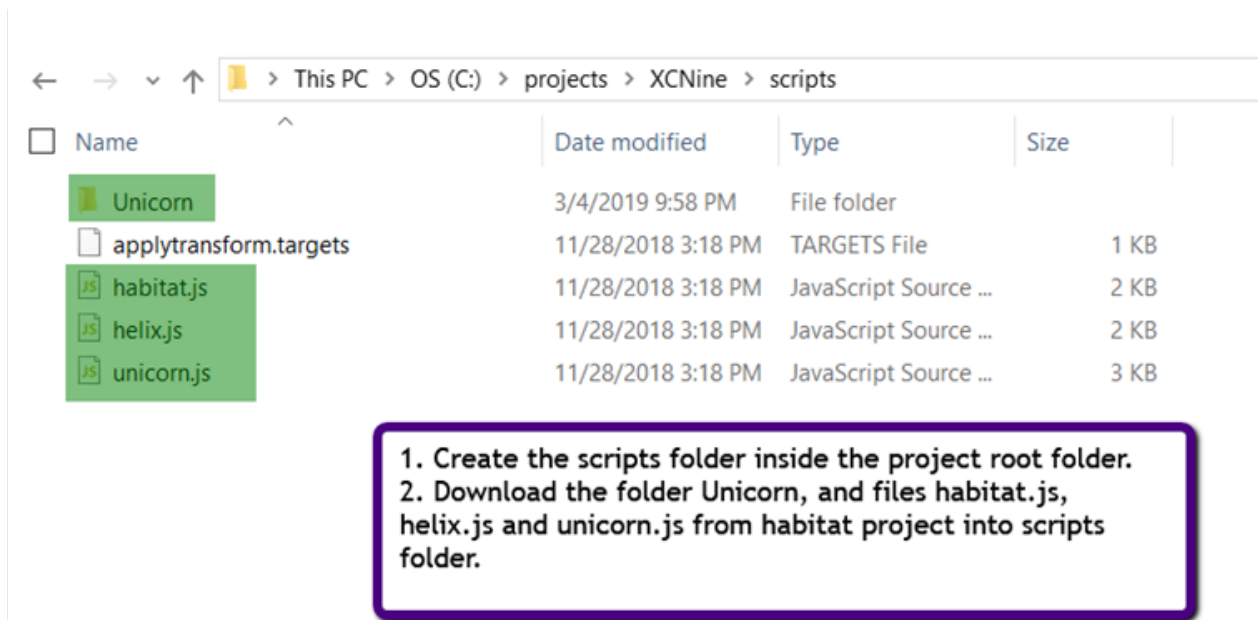 This PC > OS (C:) > projects > XCNine > scripts
Name Date modified Type Size
Unicorn 3/4/2019 9:58 PM File folder
applytransform.targets 11/28/2018 3:18 PM TARGETS File 1 KB
habitat.js 11/28/2018 3:18 PM JavaScript Source ... 2 KB
helix.js 11/28/2018 3:18 PM JavaScript Source ... 2 KB
unicorn.js 11/28/2018 3:18 PM JavaScript Source ... 3 KB
1. Create the scripts folder inside the project root folder.
2. Download the folder Unicorn, and files habitat.js,
helix.js and unicorn.js from habitat project into scripts
folder.